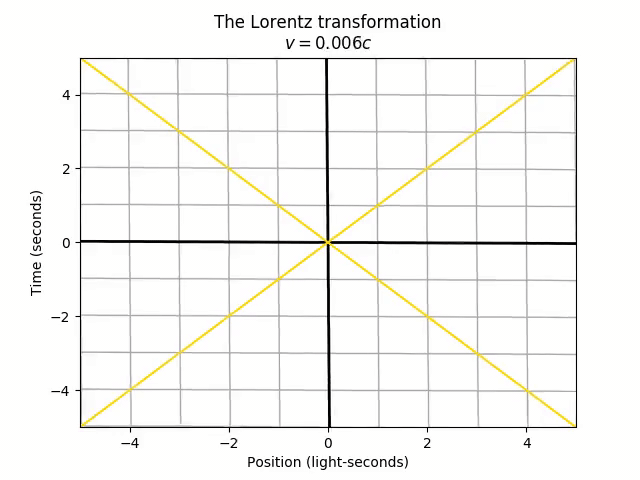 The Lorentz transformation
v = 0.006c
4
2
0
−2
−4
Time (seconds)
−4 −2 0 2 4
Position (light-seconds)